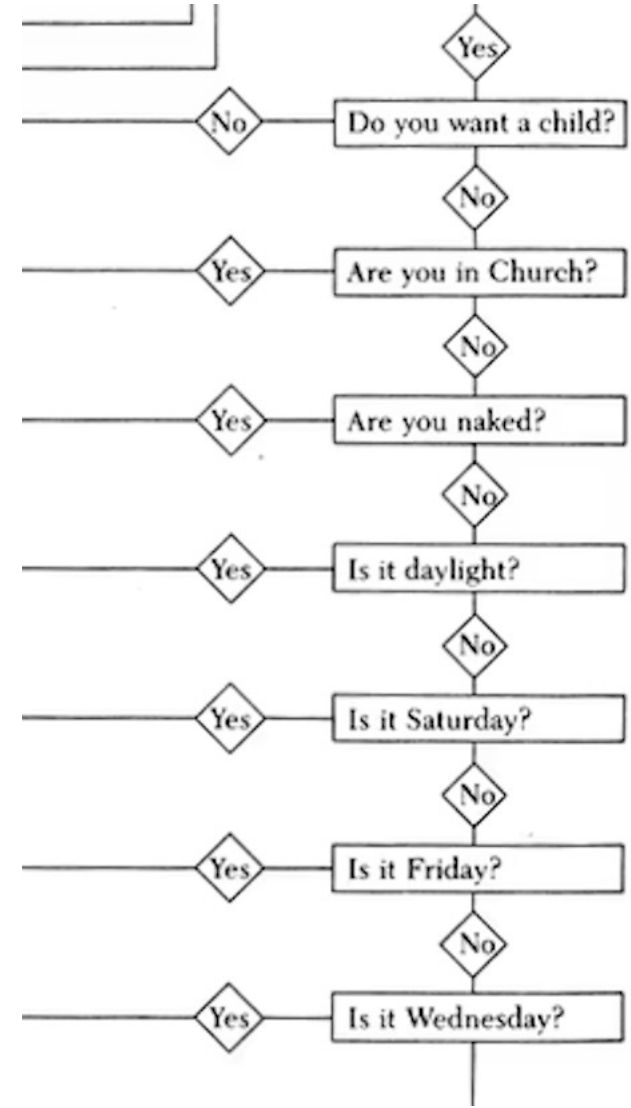 Yes
No Do you want a child?
No
Yes Are you in Church?
No
Yes Are you naked?
No
Yes Is it daylight?
No
Yes Is it Saturday?
No
Yes Is it Friday?
No
Yes Is it Wednesday?